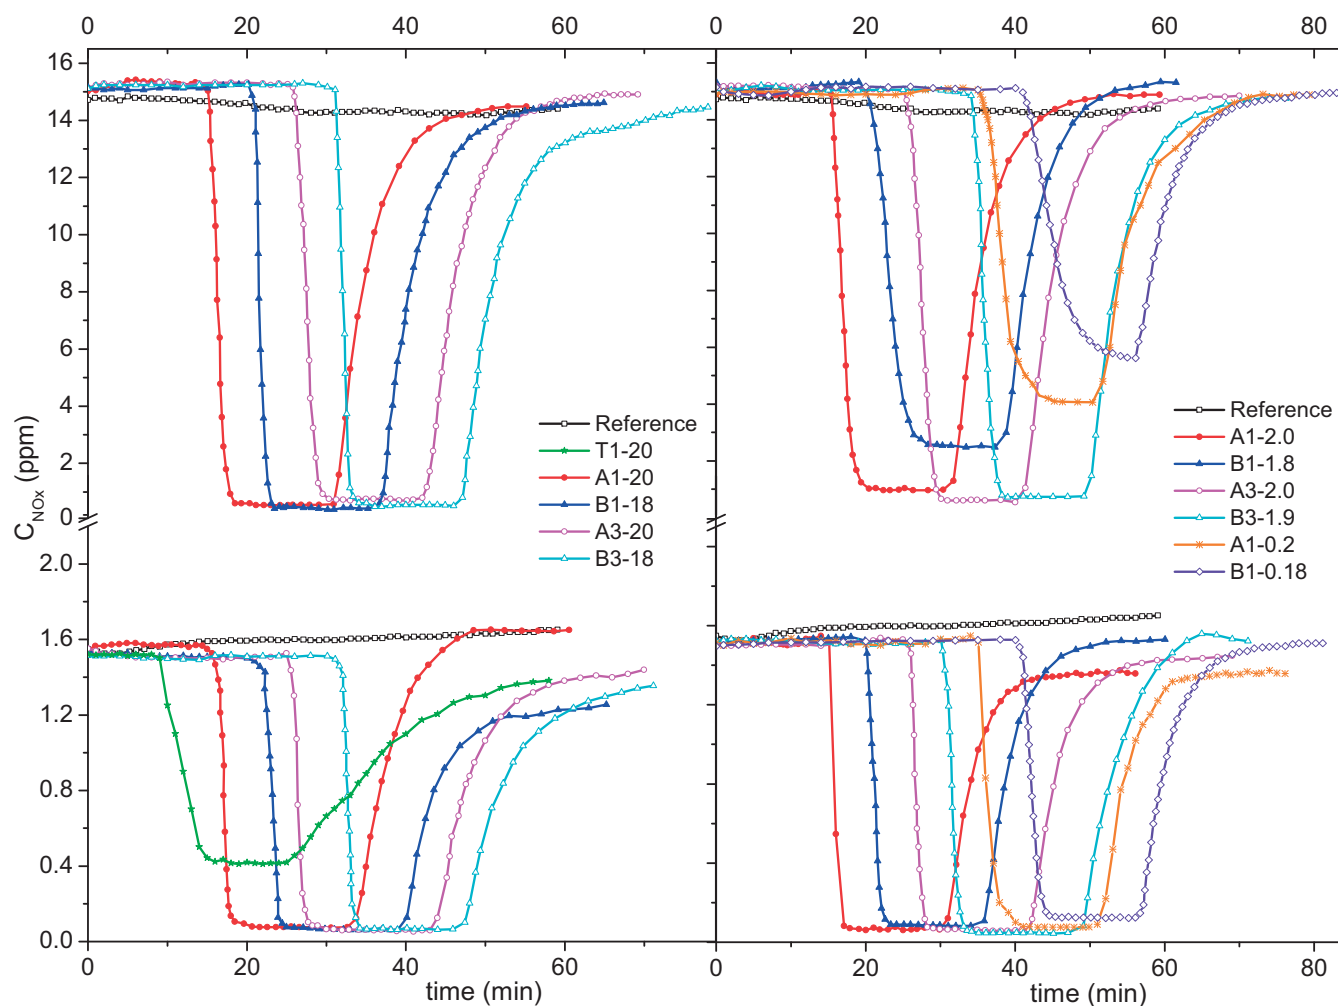 0 20 40 60 0 20 40 60 80
16
14
12
10
8
6
4
2
0
2.0
1.6
1.2
0.8
0.4
0.0
C_NOx (ppm)
Reference
T1-20
A1-20
B1-18
A3-20
B3-18
Reference
A1-2.0
B1-1.8
A3-2.0
B3-1.9
A1-0.2
B1-0.18
0 20 40 60 0 20 40 60 80
time (min) time (min)